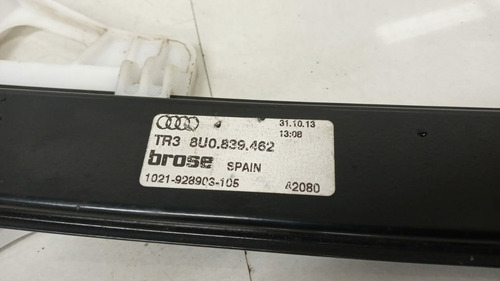 31.10.13
13:08
TR3 8U0.839.462
brose SPAIN
1021-928903-105 A2080